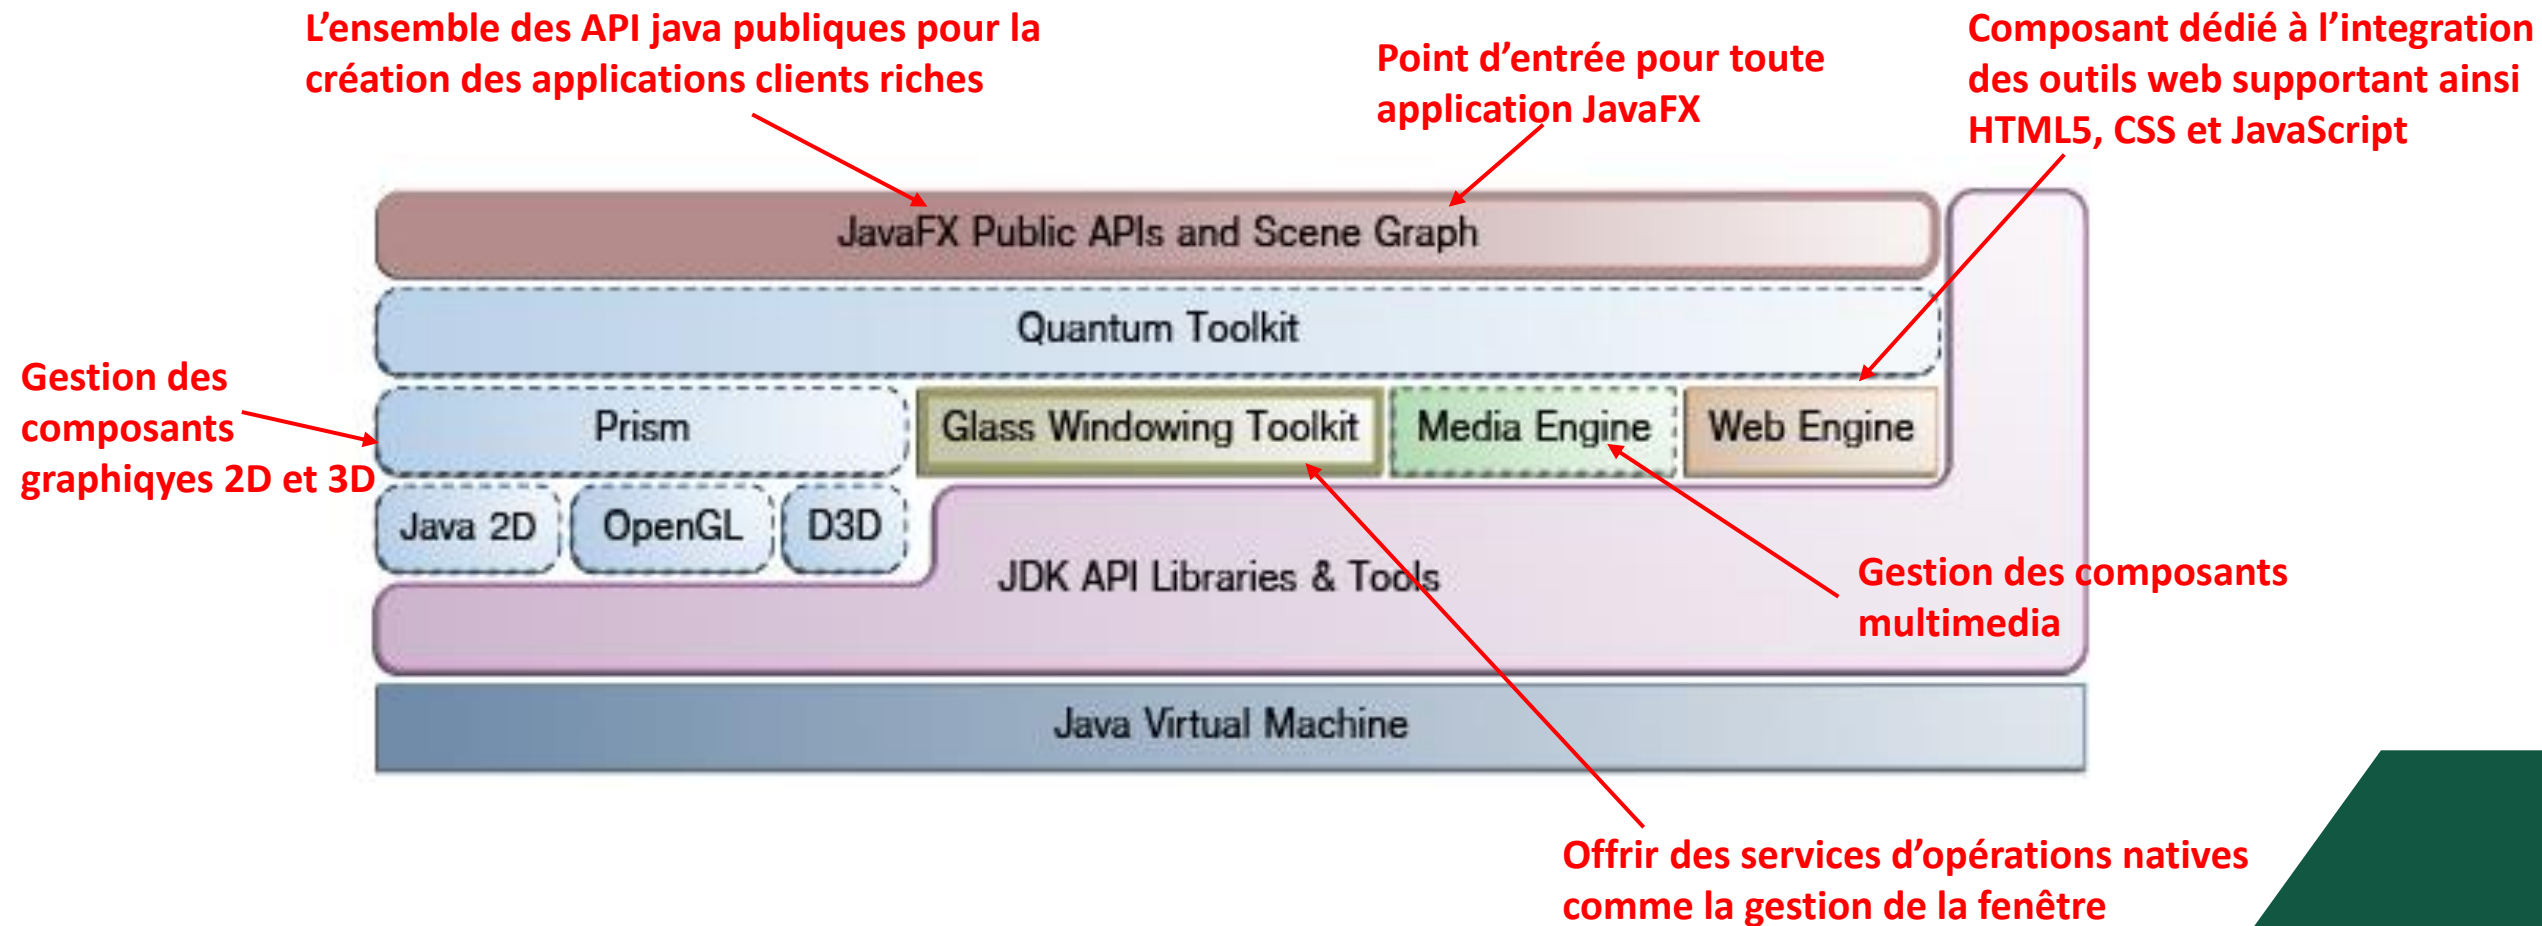 L’ensemble des API java publiques pour la
création des applications clients riches
Point d’entrée pour toute
application JavaFX
Composant dédié à l’integration
des outils web supportant ainsi
HTML5, CSS et JavaScript
JavaFX Public APIs and Scene Graph
Quantum Toolkit
Gestion des
composants
graphiqyes 2D et 3D
Prism
Glass Windowing Toolkit
Media Engine
Web Engine
Java 2D
OpenGL
D3D
JDK API Libraries & Tools
Gestion des composants
multimedia
Java Virtual Machine
Offrir des services d’opérations natives
comme la gestion de la fenêtre